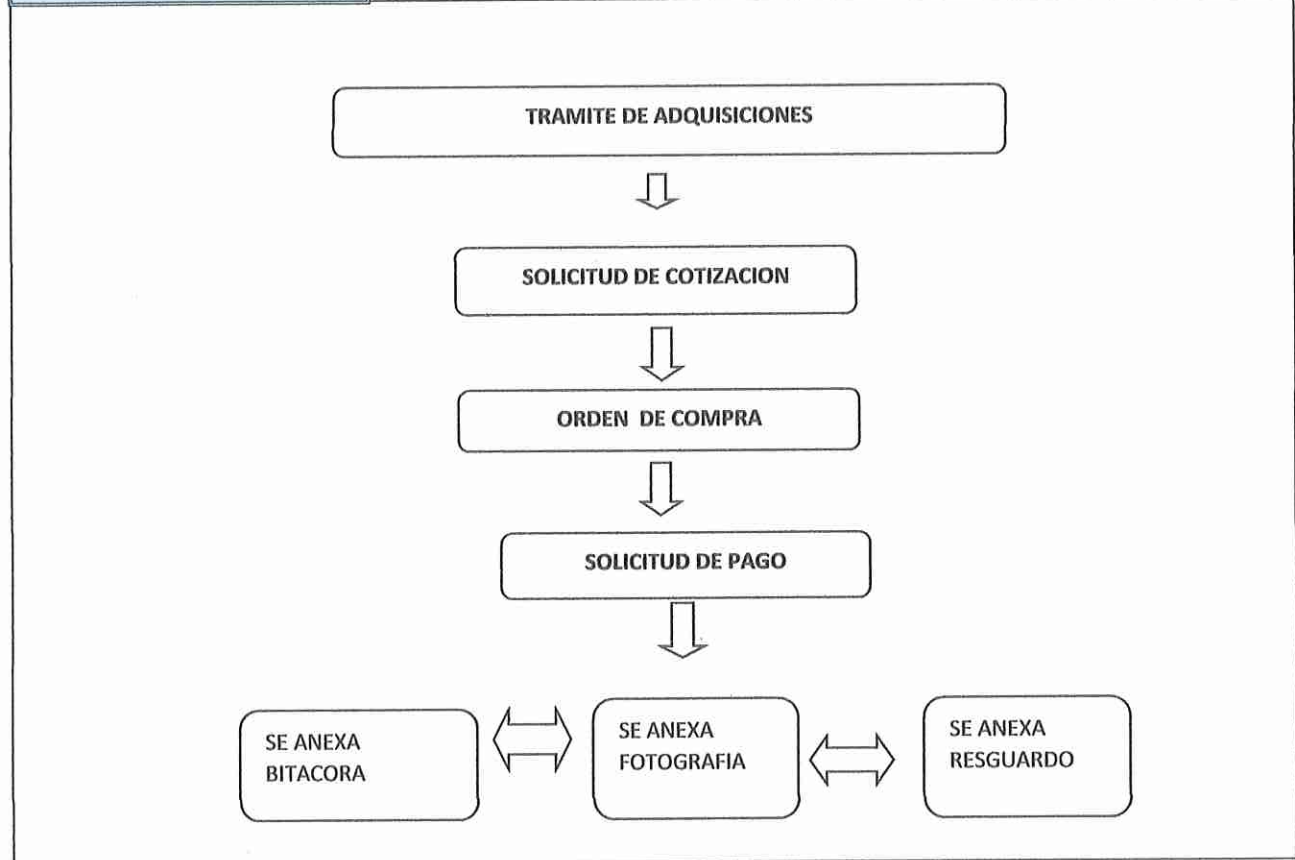 TRAMITE DE ADQUISICIONES
SOLICITUD DE COTIZACION
ORDEN DE COMPRA
SOLICITUD DE PAGO
SE ANEXA
BITACORA
SE ANEXA
FOTOGRAFIA
SE ANEXA
RESGUARDO